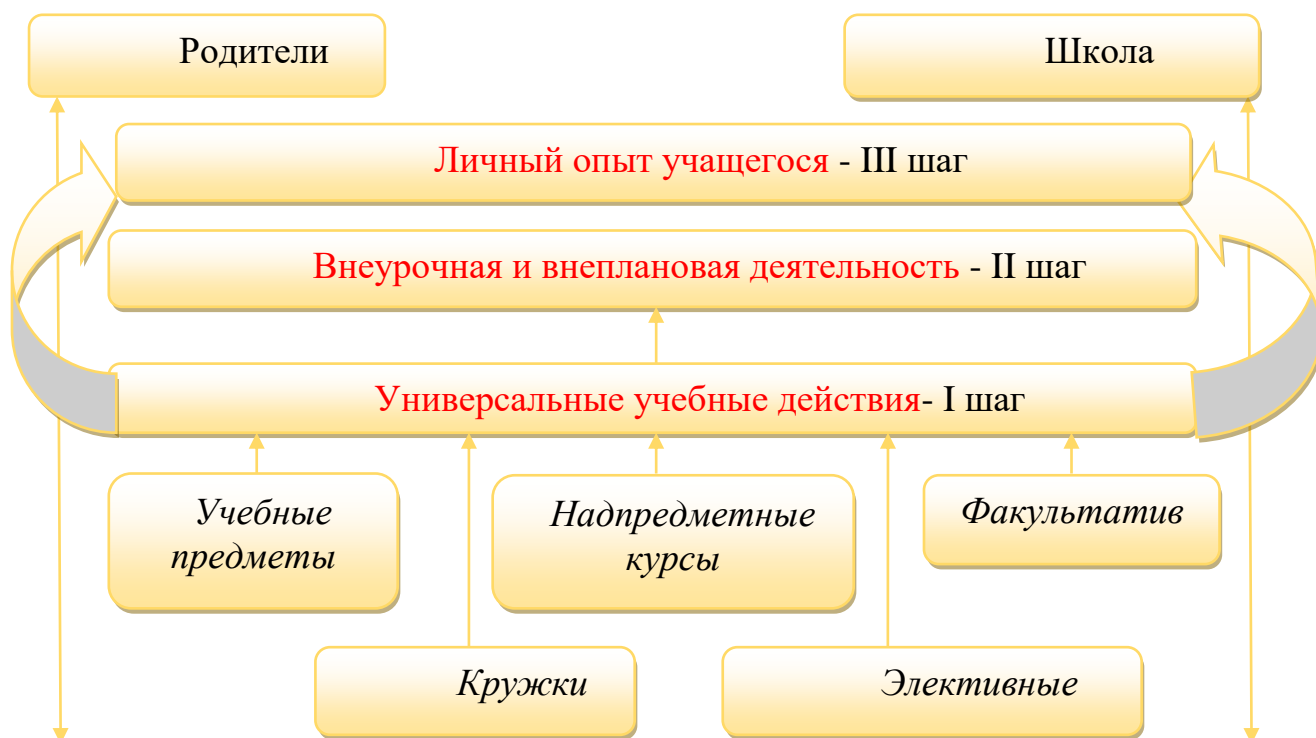 Родители
Школа
Личный опыт учащегося - III шаг
Внеурочная и внеплановая деятельность - II шаг
Универсальные учебные действия- I шаг
Учебные
предметы
Надпредметные
курсы
Факультатив
Кружки
Элективные